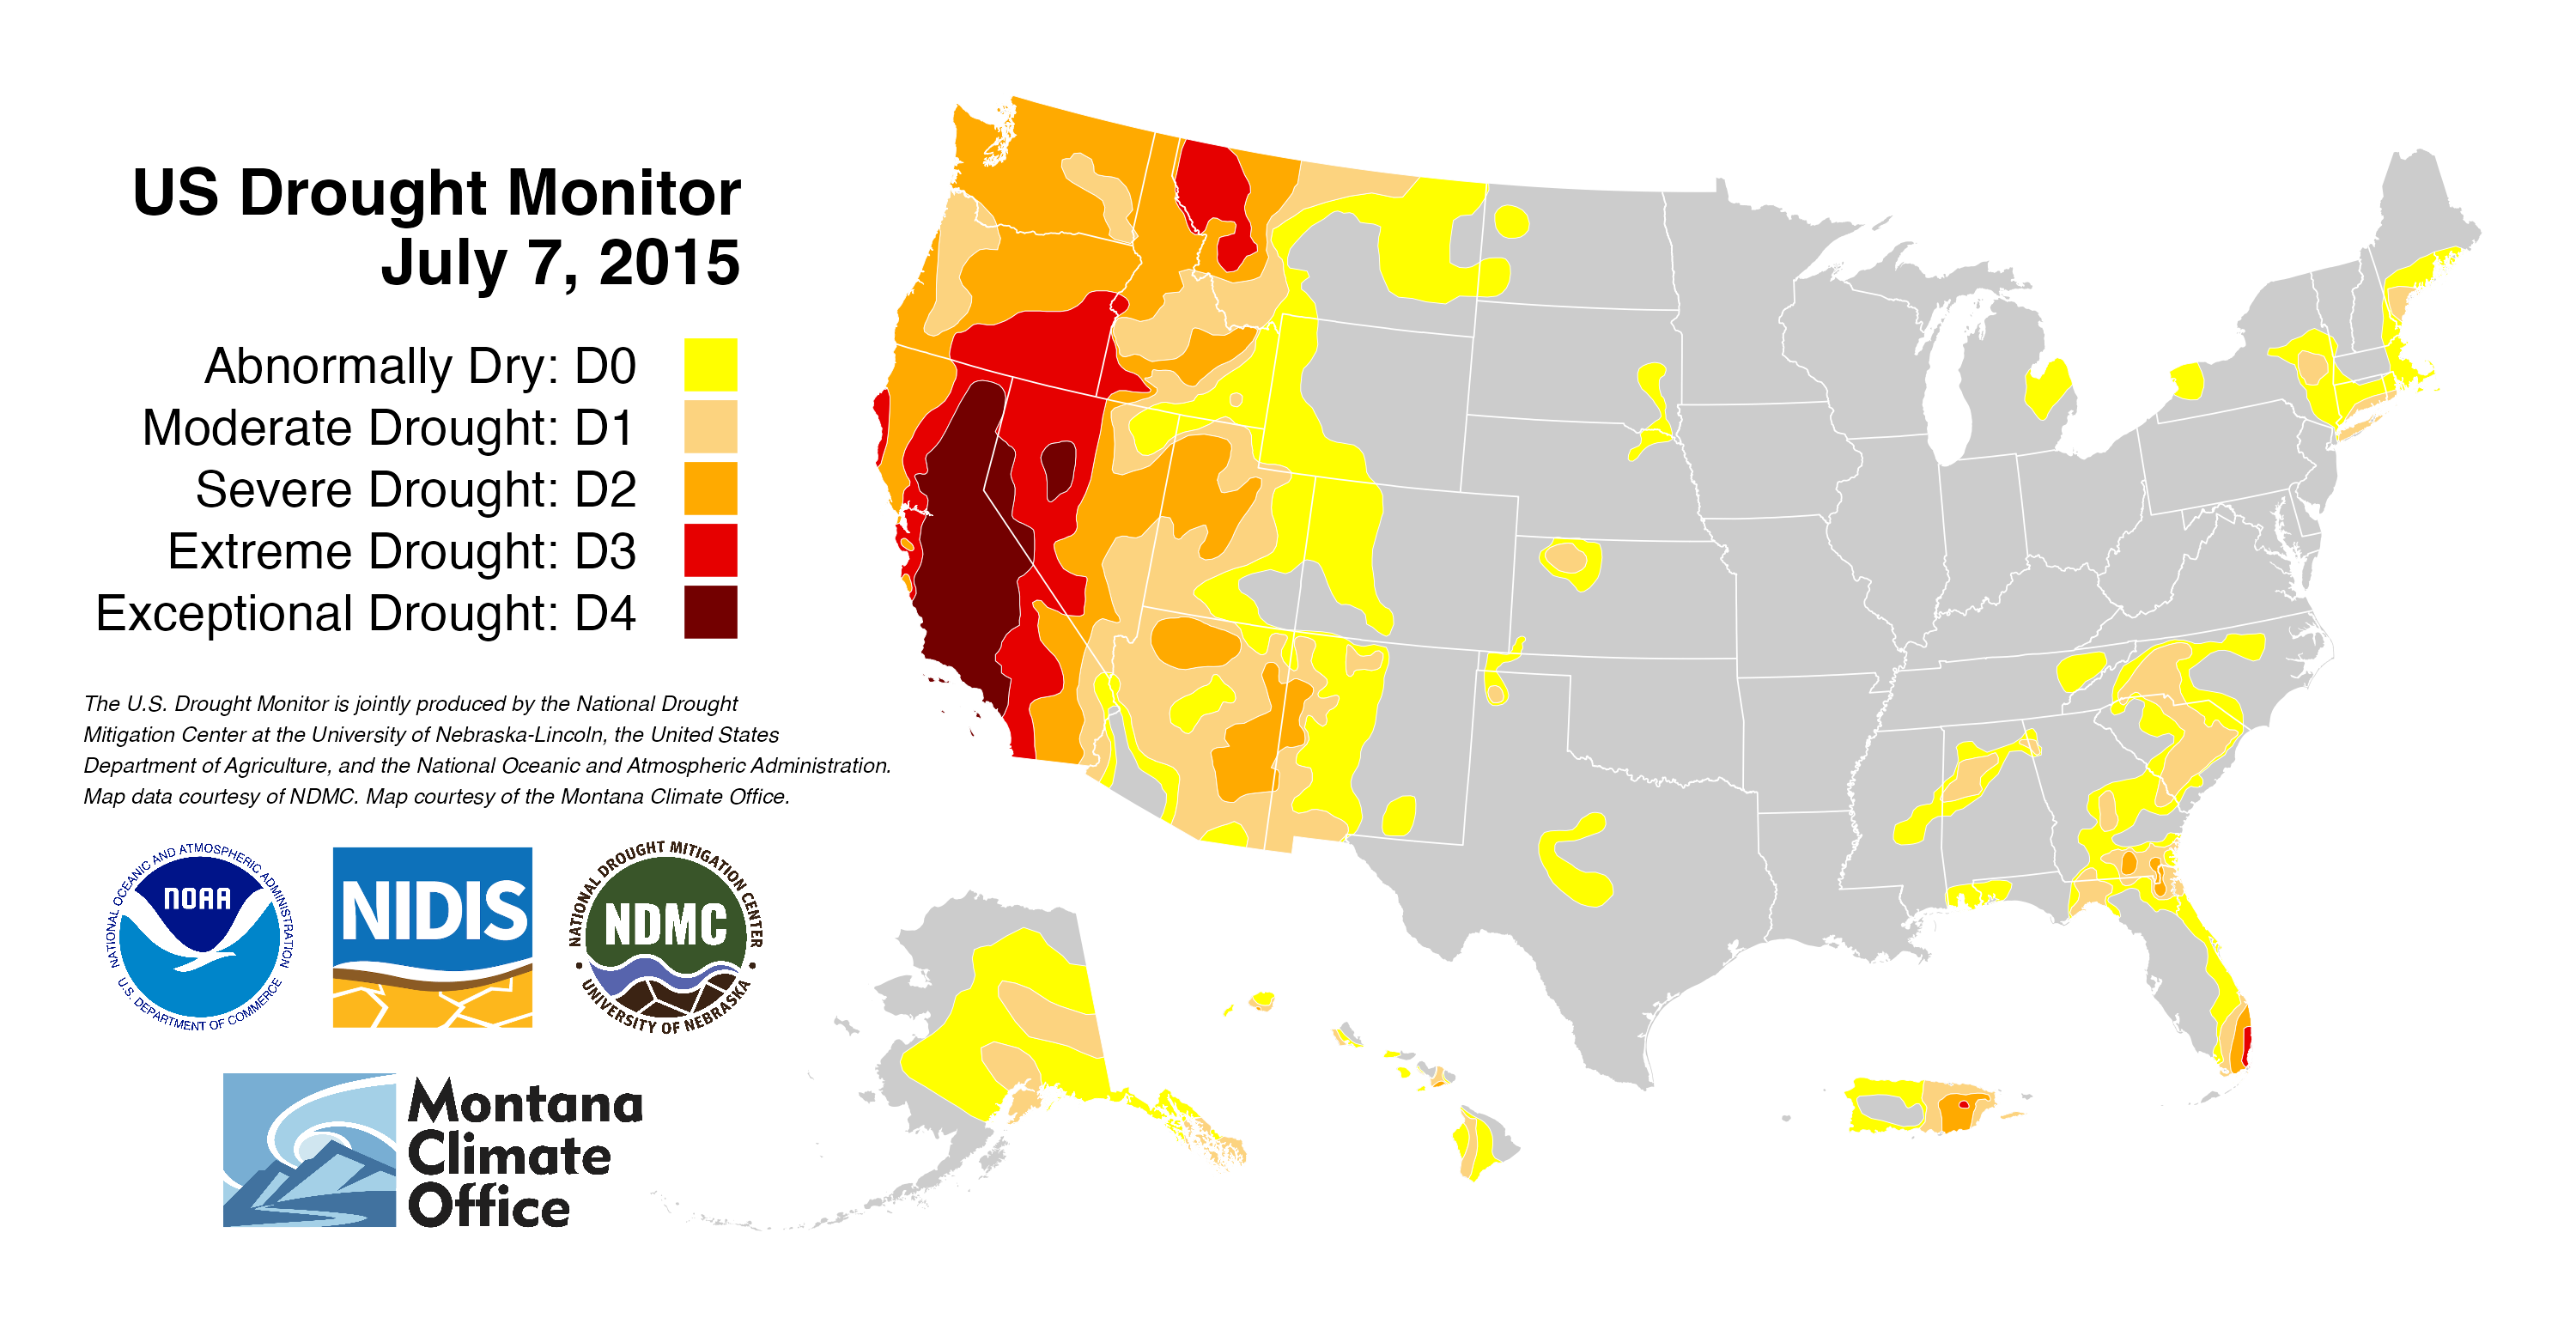 US Drought Monitor
July 7, 2015
Abnormally Dry: D0
Moderate Drought: D1
Severe Drought: D2
Extreme Drought: D3
Exceptional Drought: D4
The U.S. Drought Monitor is jointly produced by the National Drought
Mitigation Center at the University of Nebraska-Lincoln, the United States
Department of Agriculture, and the National Oceanic and Atmospheric Administration.
Map data courtesy of NDMC. Map courtesy of the Montana Climate Office.
NATIONAL OCEANIC AND ATMOSPHERIC ADMINISTRATION
NOAA
U.S. DEPARTMENT OF COMMERCE
NIDIS
NATIONAL DROUGHT MITIGATION CENTER
NDMC
• UNIVERSITY OF NEBRASKA •
Montana
Climate
Office